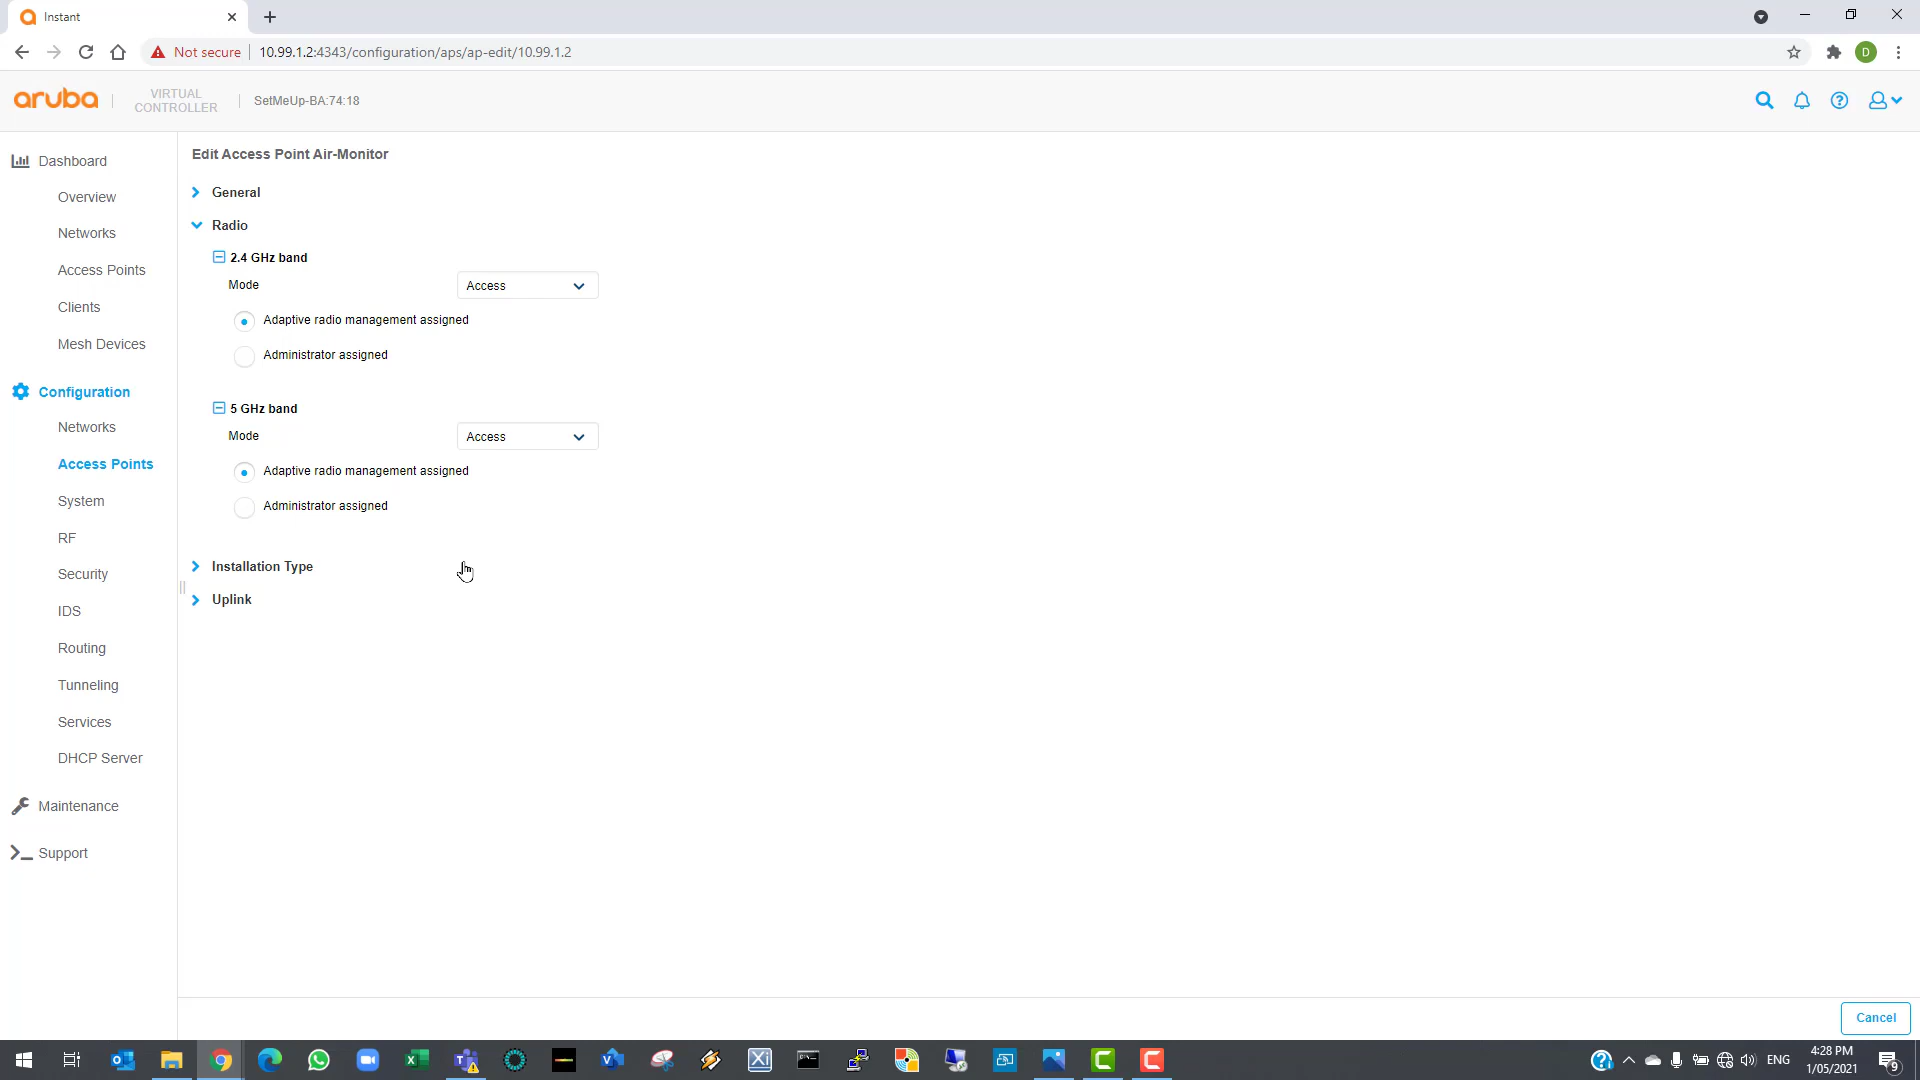 Instant
Not secure
10.99.1.2:4343/configuration/aps/ap-edit/10.99.1.2
D
aruba
VIRTUAL
CONTROLLER
SetMeUp-BA:74:18
Dashboard
Overview
Networks
Access Points
Clients
Mesh Devices
Configuration
Networks
Access Points
System
RF
Security
IDS
Routing
Tunneling
Services
DHCP Server
Maintenance
Support
Edit Access Point Air-Monitor
General
Radio
2.4 GHz band
Mode
Access
Adaptive radio management assigned
Administrator assigned
5 GHz band
Mode
Access
Adaptive radio management assigned
Administrator assigned
Installation Type
Uplink
Cancel
ENG
4:28 PM
1/05/2021
9